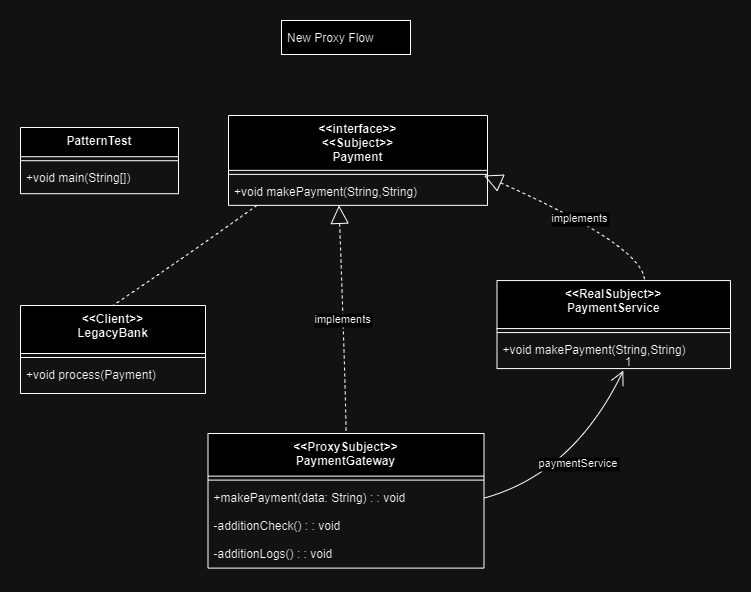 New Proxy Flow
PatternTest
+void main(String[])
<<interface>>
<<Subject>>
Payment
+void makePayment(String,String)
implements
<<RealSubject>>
PaymentService
+void makePayment(String,String)
1
<<Client>>
LegacyBank
+void process(Payment)
implements
<<ProxySubject>>
PaymentGateway
+makePayment(data: String) : : void
-additionCheck() : : void
-additionLogs() : : void
paymentService